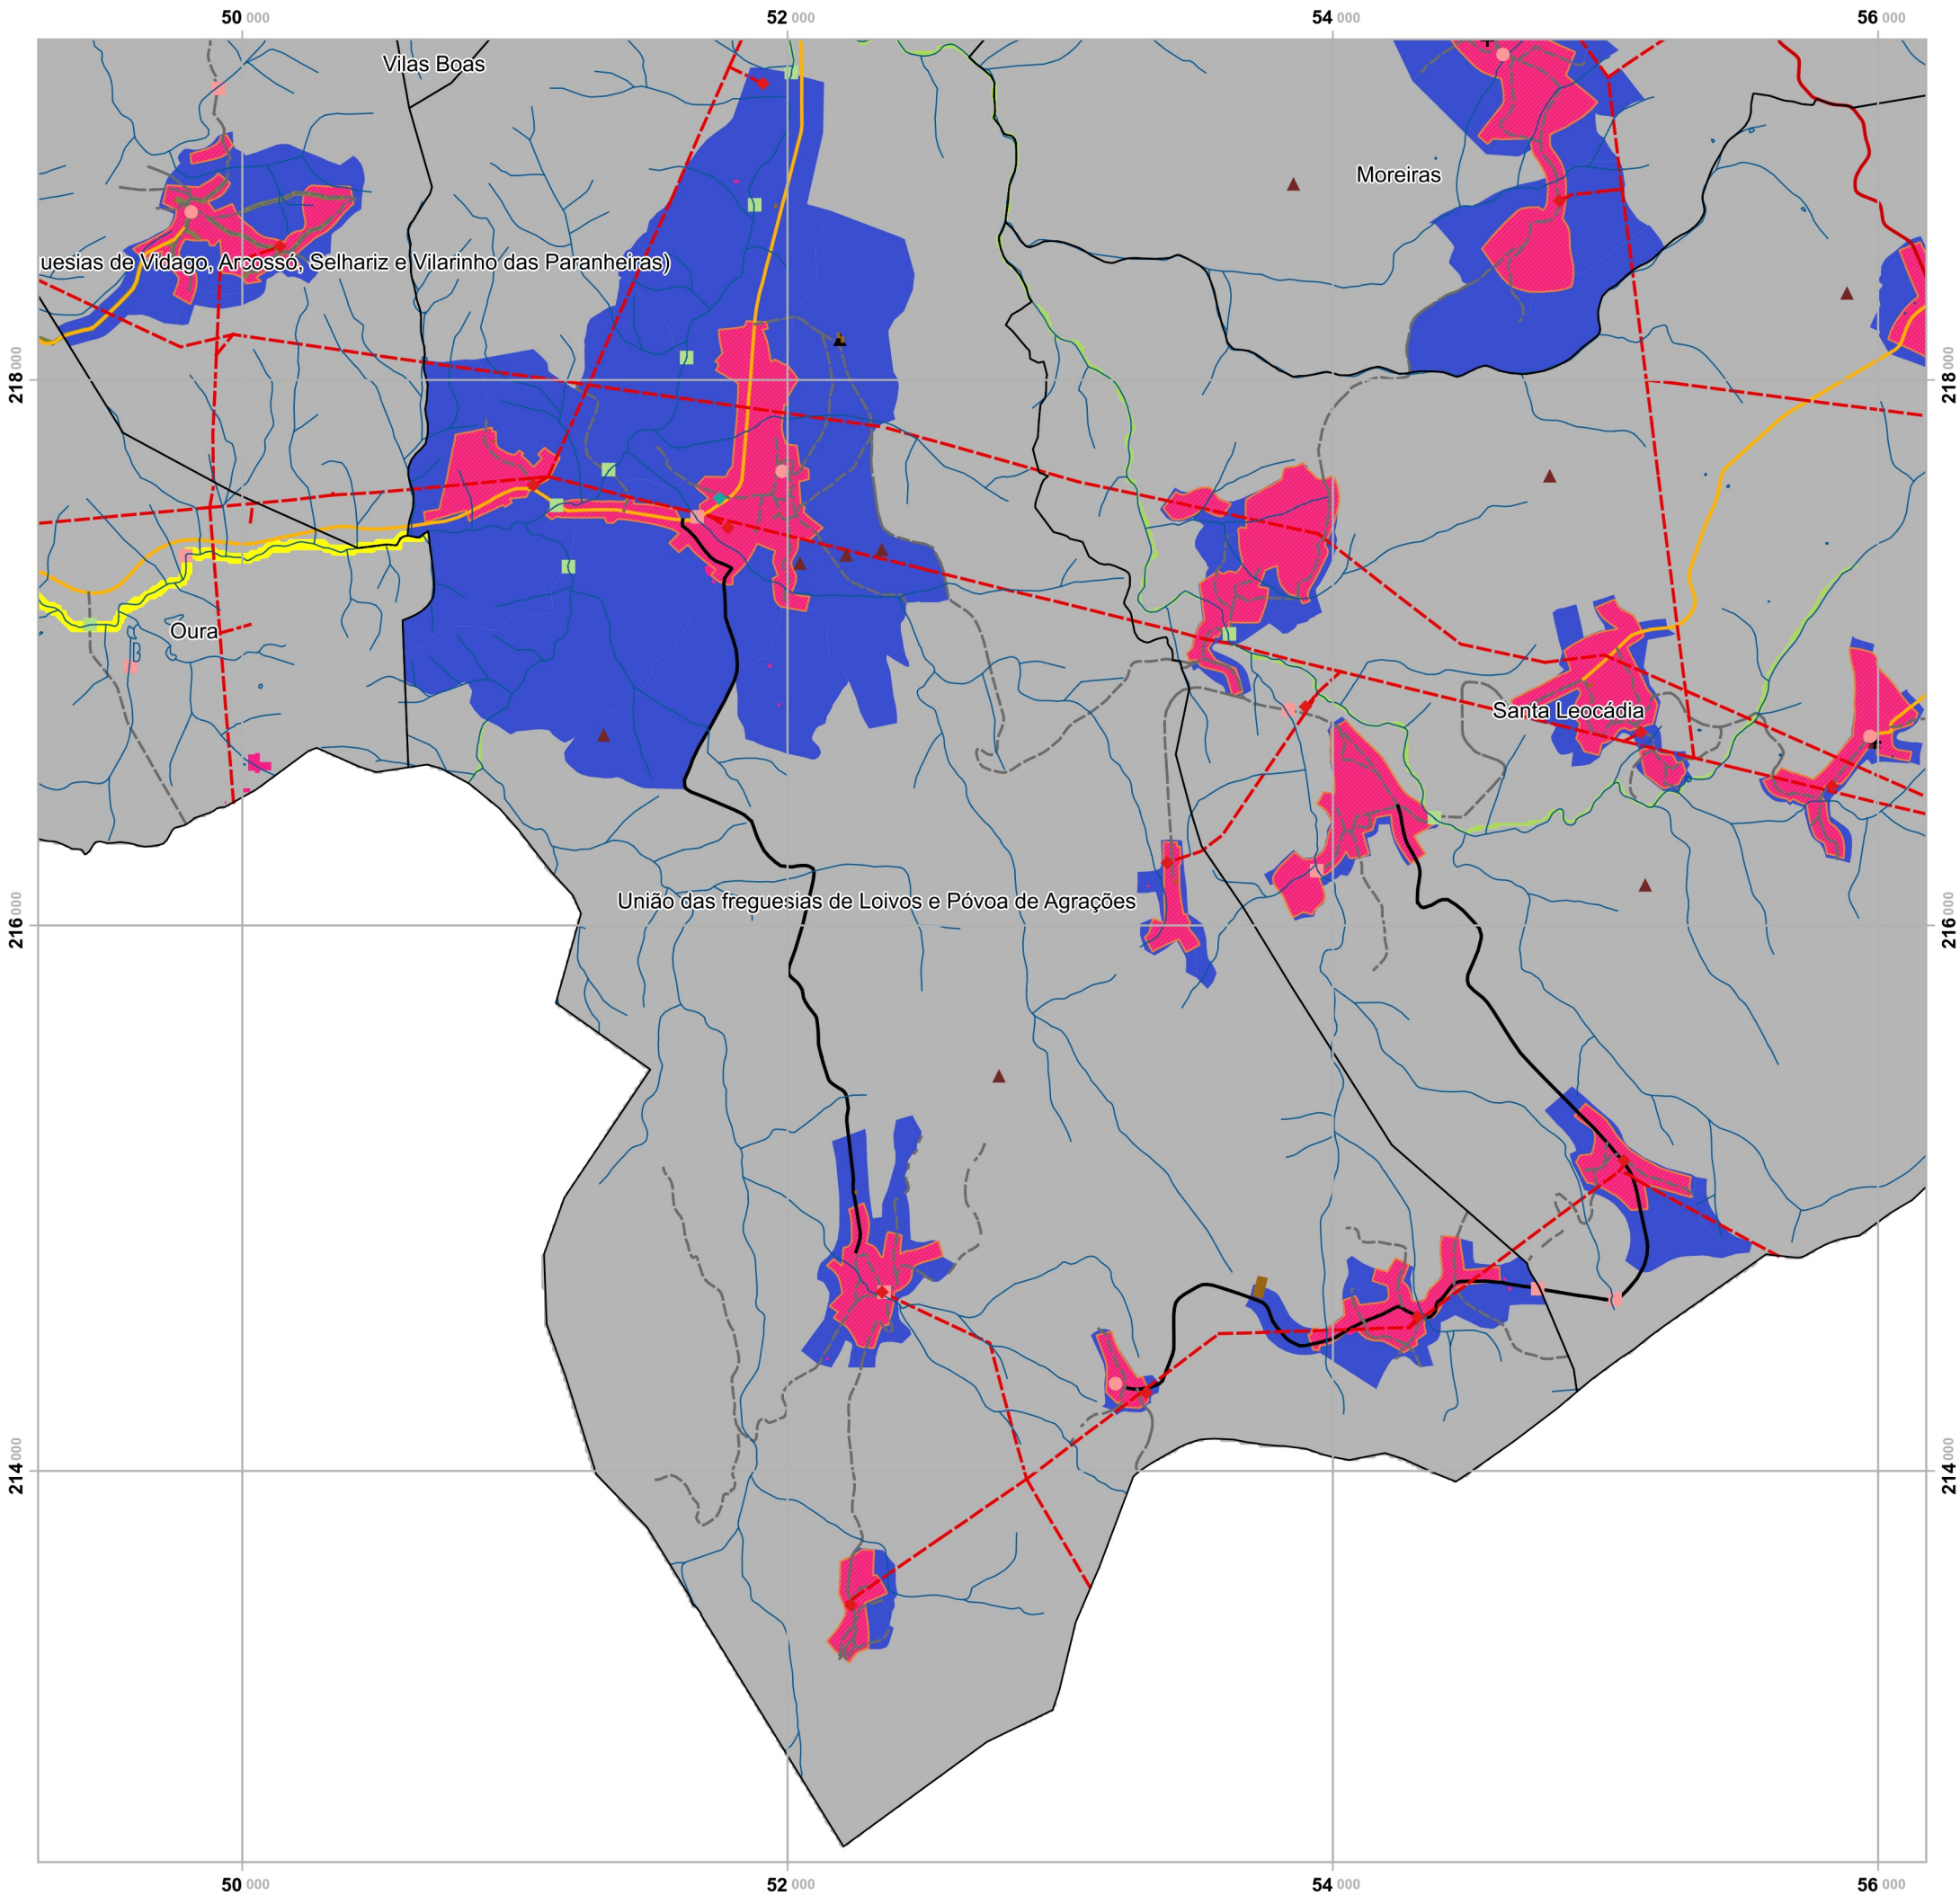 50 000 52 000 54 000 56 000
Vilas Boas
Moreiras
uesias de Vidago, Arcossó, Selhariz e Vilarinho das Paranheiras)
218 000 218 000
Oura
Santa Leocádia
União das freguesias de Loivos e Póvoa de Agrações
216 000 216 000
214 000 214 000
50 000 52 000 54 000 56 000